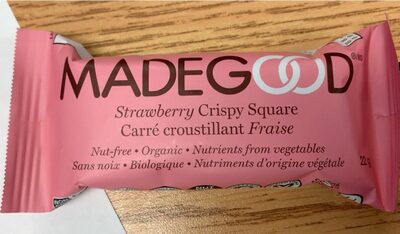 MADEGOOD®
Strawberry Crispy Square
Carré croustillant Fraise
Nut-free • Organic • Nutrients from vegetables
Sans noix • Biologique • Nutriments d'origine végétale
22 g